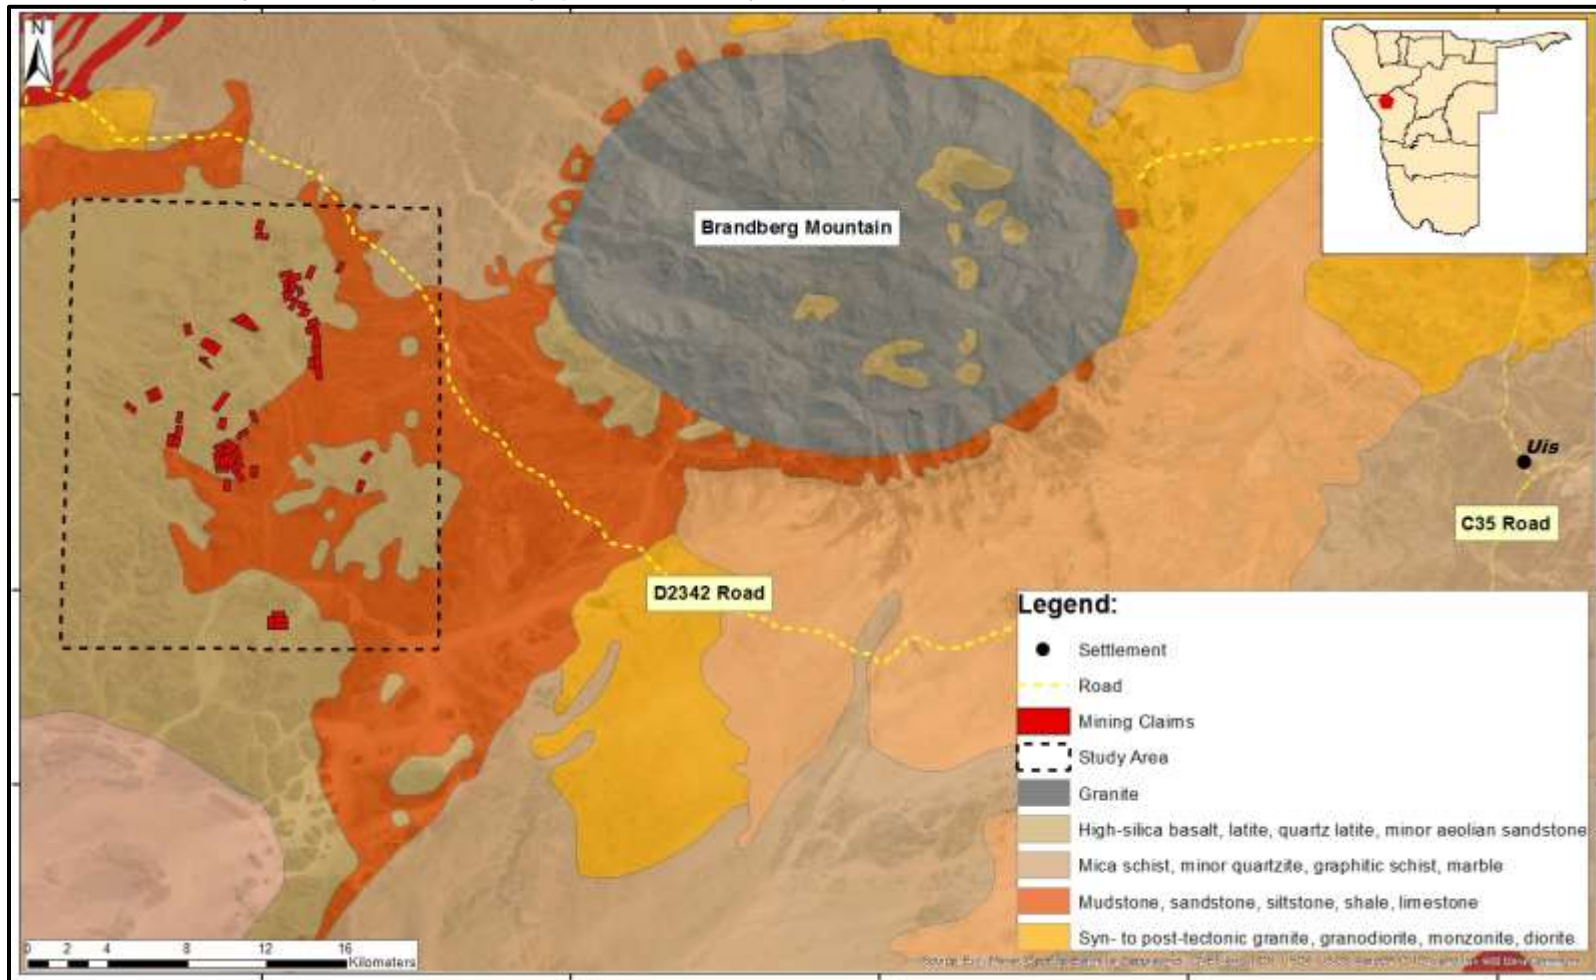 N
Brandberg Mountain
Uis
C35 Road
D2342 Road
Legend:
Settlement
Road
Mining Claims
Study Area
Granite
High-silica basalt, latite, quartz latite, minor aeolian sandstone
Mica schist, minor quartzite, graphitic schist, marble
Mudstone, sandstone, siltstone, shale, limestone
Syn- to post-tectonic granite, granodiorite, monzonite, diorite
0 2 4 8 12 16
Kilometers